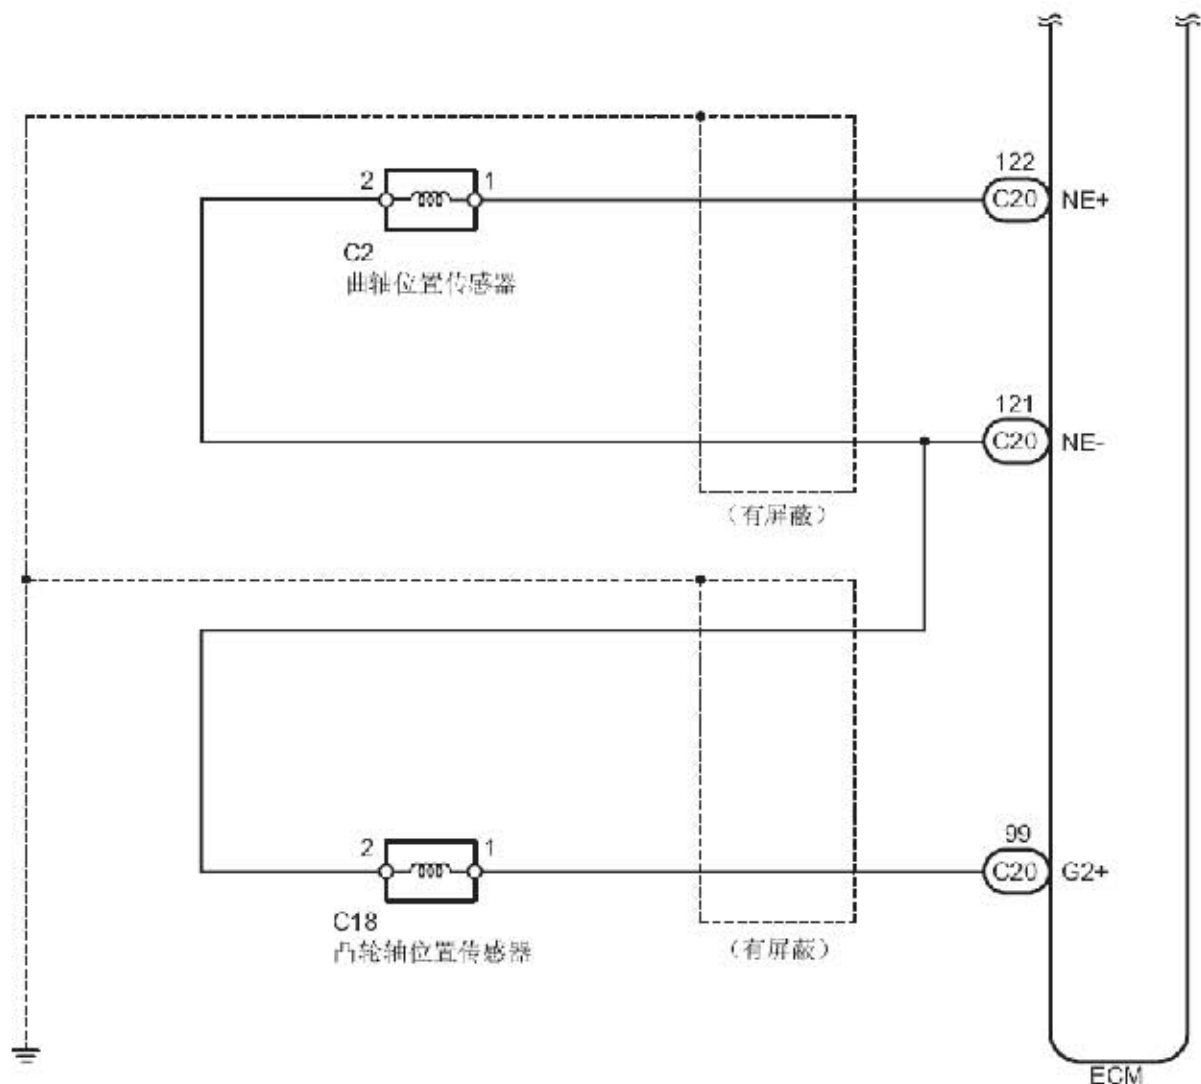 122
2 1
C20 NE+
C2
曲轴位置传感器
121
C20 NE-
(有屏蔽)
99
2 1
C20 G2+
C18
凸轮轴位置传感器
(有屏蔽)
ECM